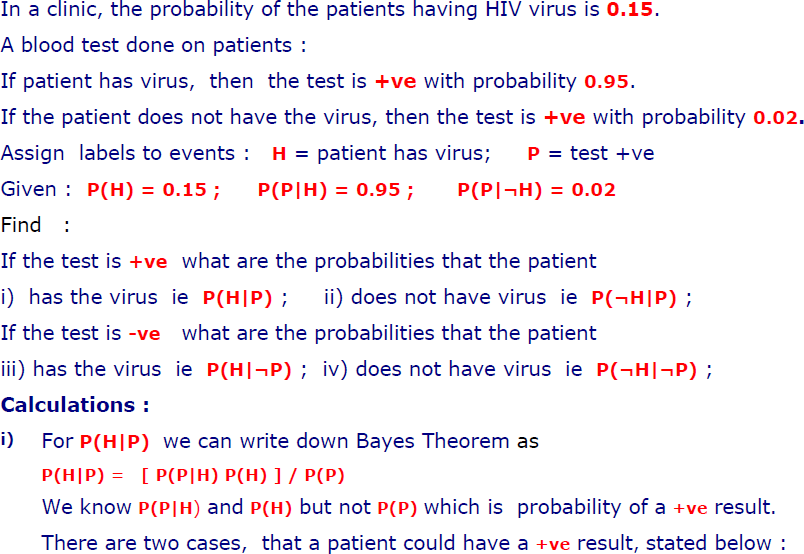 In a clinic, the probability of the patients having HIV virus is 0.15.
A blood test done on patients :
If patient has virus, then the test is +ve with probability 0.95.
If the patient does not have the virus, then the test is +ve with probability 0.02.
Assign labels to events : H = patient has virus; P = test +ve
Given : P(H) = 0.15 ; P(P|H) = 0.95 ; P(P|¬H) = 0.02
Find :
If the test is +ve what are the probabilities that the patient
i) has the virus ie P(H|P) ; ii) does not have virus ie P(¬H|P) ;
If the test is -ve what are the probabilities that the patient
iii) has the virus ie P(H|¬P) ; iv) does not have virus ie P(¬H|¬P) ;
Calculations :
i) For P(H|P) we can write down Bayes Theorem as
P(H|P) = [ P(P|H) P(H) ] / P(P)
We know P(P|H) and P(H) but not P(P) which is probability of a +ve result.
There are two cases, that a patient could have a +ve result, stated below :